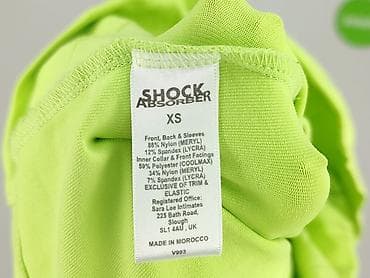 SHOCK
ABSORBER
XS
Front, Back & Sleeves
88% Nylon (MERYL)
12% Spandex (LYCRA)
Inner Collar & Front Facings
59% Polyester (COOLMAX)
34% Nylon (MERYL)
7% Spandex (LYCRA)
EXCLUSIVE OF TRIM &
ELASTIC
Registered Office:
Sara Lee Intimates
225 Bath Road,
Slough
SL1 4AU , UK
MADE IN MOROCCO
V993